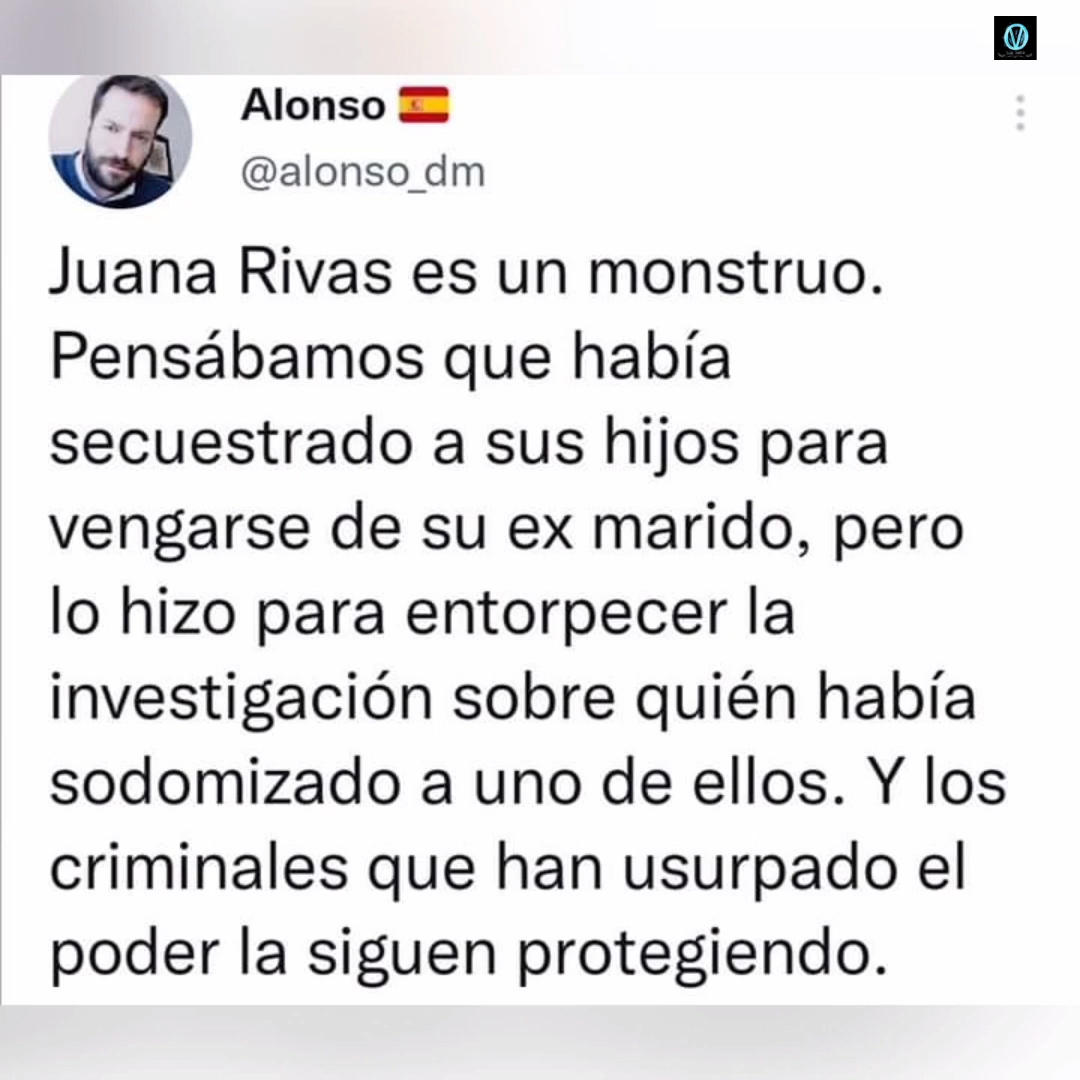 Alonso 🇪🇸
@alonso_dm
Juana Rivas es un monstruo.
Pensábamos que había
secuestrado a sus hijos para
vengarse de su ex marido, pero
lo hizo para entorpecer la
investigación sobre quién había
sodomizado a uno de ellos. Y los
criminales que han usurpado el
poder la siguen protegiendo.